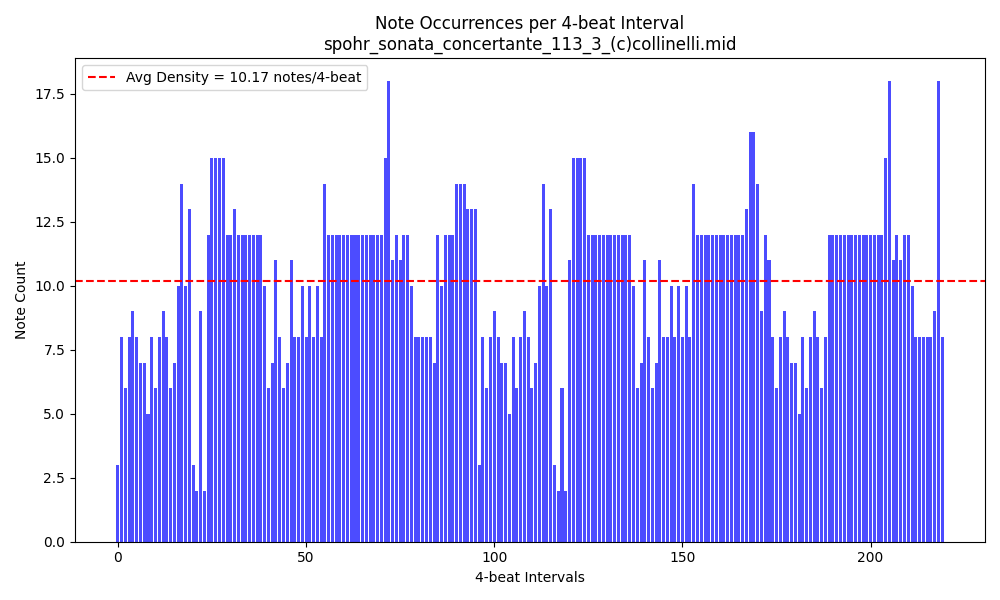 Note Occurrences per 4-beat Interval
spohr_sonata_concertante_113_3_(c)collinelli.mid
Avg Density = 10.17 notes/4-beat
Note Count
17.5
15.0
12.5
10.0
7.5
5.0
2.5
0.0
0 50 100 150 200
4-beat Intervals